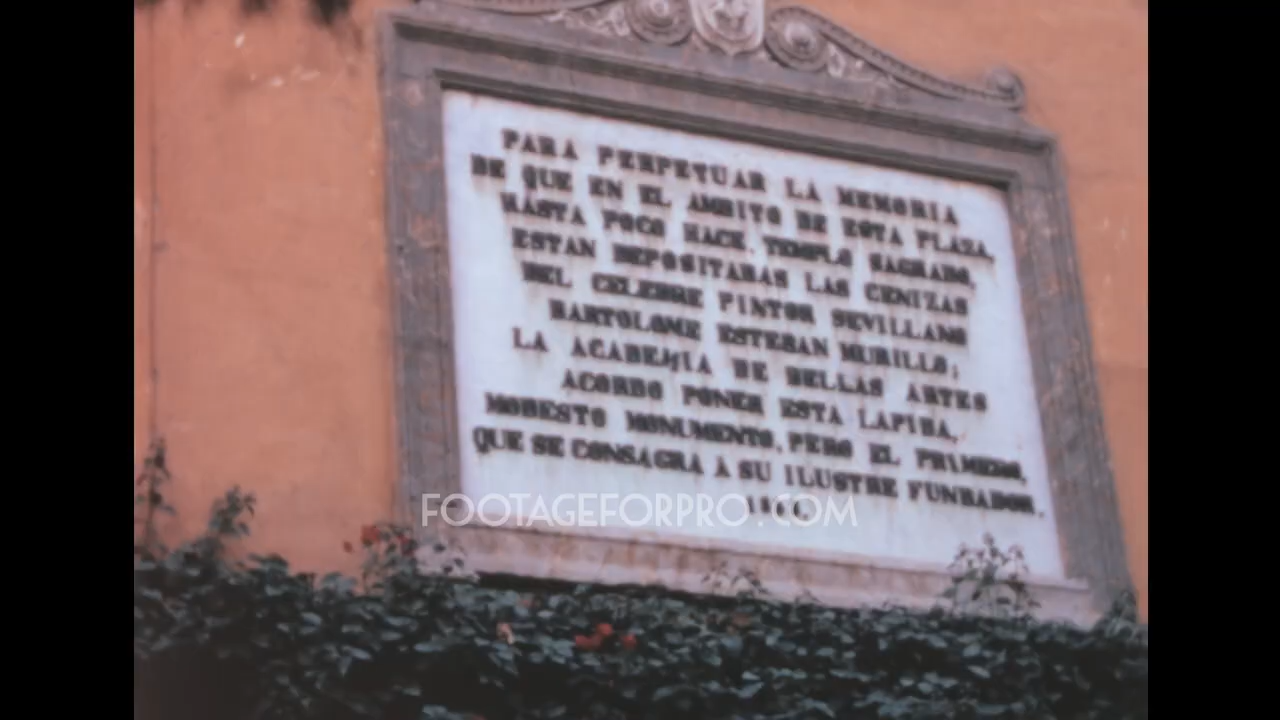 PARA PERPETUAR LA MEMORIA
DE QUE EN EL AMBITO DE ESTA PLAZA,
HASTA POCO HACE TEMPLO SAGRADO,
ESTAN DEPOSITADAS LAS CENIZAS
DEL CELEBRE PINTOR SEVILLANO
BARTOLOME ESTEBAN MURILLO;
LA ACADEMIA DE BELLAS ARTES
ACORDO PONER ESTA LAPIDA,
MODESTO MONUMENTO, PERO EL PRIMERO,
QUE SE CONSAGRA À SU ILUSTRE FUNDADOR.
FOOTAGEFORPRO.COM